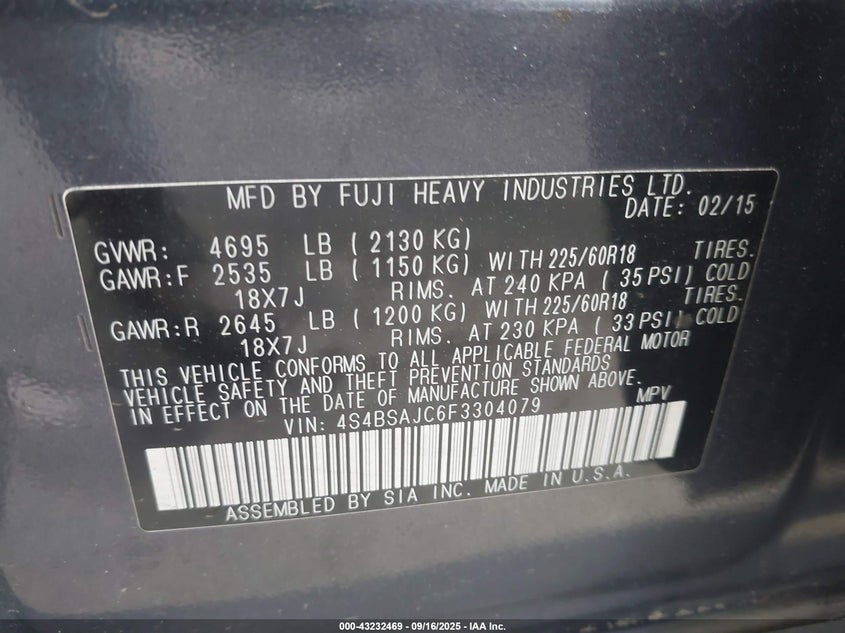 MFD BY FUJI HEAVY INDUSTRIES LTD.
DATE: 02/15
GVWR: 4695 LB ( 2130 KG)
GAWR:F 2535 LB ( 1150 KG) WITH 225/60R18 TIRES.
18X7J RIMS. AT 240 KPA ( 35 PSI) COLD
GAWR:R 2645 LB ( 1200 KG) WITH 225/60R18 TIRES.
18X7J RIMS. AT 230 KPA ( 33 PSI) COLD
THIS VEHICLE CONFORMS TO ALL APPLICABLE FEDERAL MOTOR
VEHICLE SAFETY AND THEFT PREVENTION STANDARDS
IN EFFECT ON THE DATE OF MANUFACTURE SHOWN ABOVE.
VIN: 4S4BSAJC6F3304079 MPV
ASSEMBLED BY SIA INC. MADE IN U.S.A.
000-43232469 - 09/16/2025 - IAA Inc.